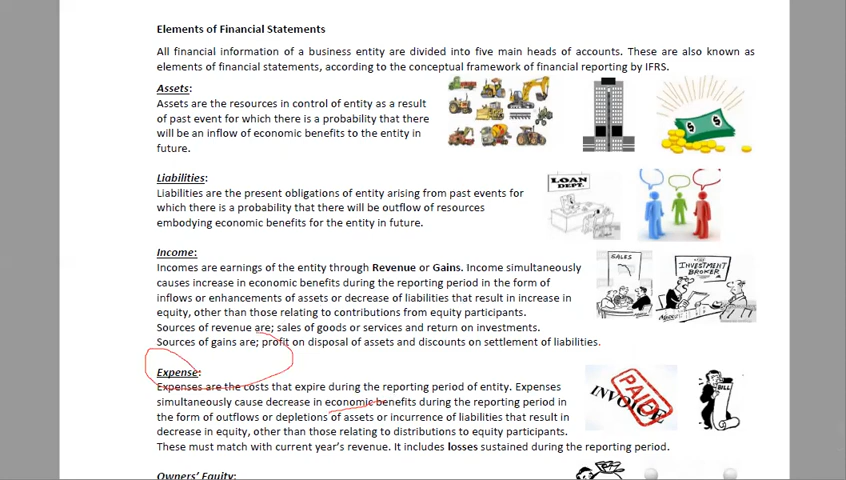 Elements of Financial Statements
All financial information of a business entity are divided into five main heads of accounts. These are also known as
elements of financial statements, according to the conceptual framework of financial reporting by IFRS.
Assets:
Assets are the resources in control of entity as a result
of past event for which there is a probability that there
will be an inflow of economic benefits to the entity in
future.
Liabilities:
Liabilities are the present obligations of entity arising from past events for
which there is a probability that there will be outflow of resources
embodying economic benefits for the entity in future.
LOAN
DEPT.
Income:
Incomes are earnings of the entity through Revenue or Gains. Income simultaneously
causes increase in economic benefits during the reporting period in the form of
inflows or enhancements of assets or decrease of liabilities that result in increase in
equity, other than those relating to contributions from equity participants.
Sources of revenue are; sales of goods or services and return on investments.
Sources of gains are; profit on disposal of assets and discounts on settlement of liabilities.
SALES
INVESTMENT
BROKER
Expense:
Expenses are the costs that expire during the reporting period of entity. Expenses
simultaneously cause decrease in economic benefits during the reporting period in
the form of outflows or depletions of assets or incurrence of liabilities that result in
decrease in equity, other than those relating to distributions to equity participants.
These must match with current year's revenue. It includes losses sustained during the reporting period.
INVOICE
PAID
BILL
Owners' Equity: